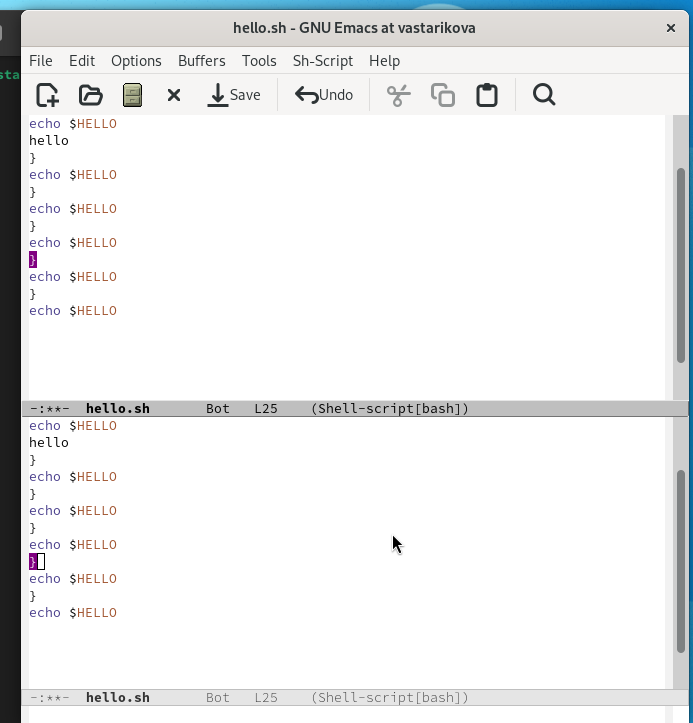 hello.sh - GNU Emacs at vastarikova
File Edit Options Buffers Tools Sh-Script Help
Save Undo
sta
echo $HELLO
hello
}
echo $HELLO
}
echo $HELLO
}
echo $HELLO
}
echo $HELLO
}
echo $HELLO
-:**- hello.sh Bot L25 (Shell-script[bash])
echo $HELLO
hello
}
echo $HELLO
}
echo $HELLO
}
echo $HELLO
}
echo $HELLO
}
echo $HELLO
-:**- hello.sh Bot L25 (Shell-script[bash])